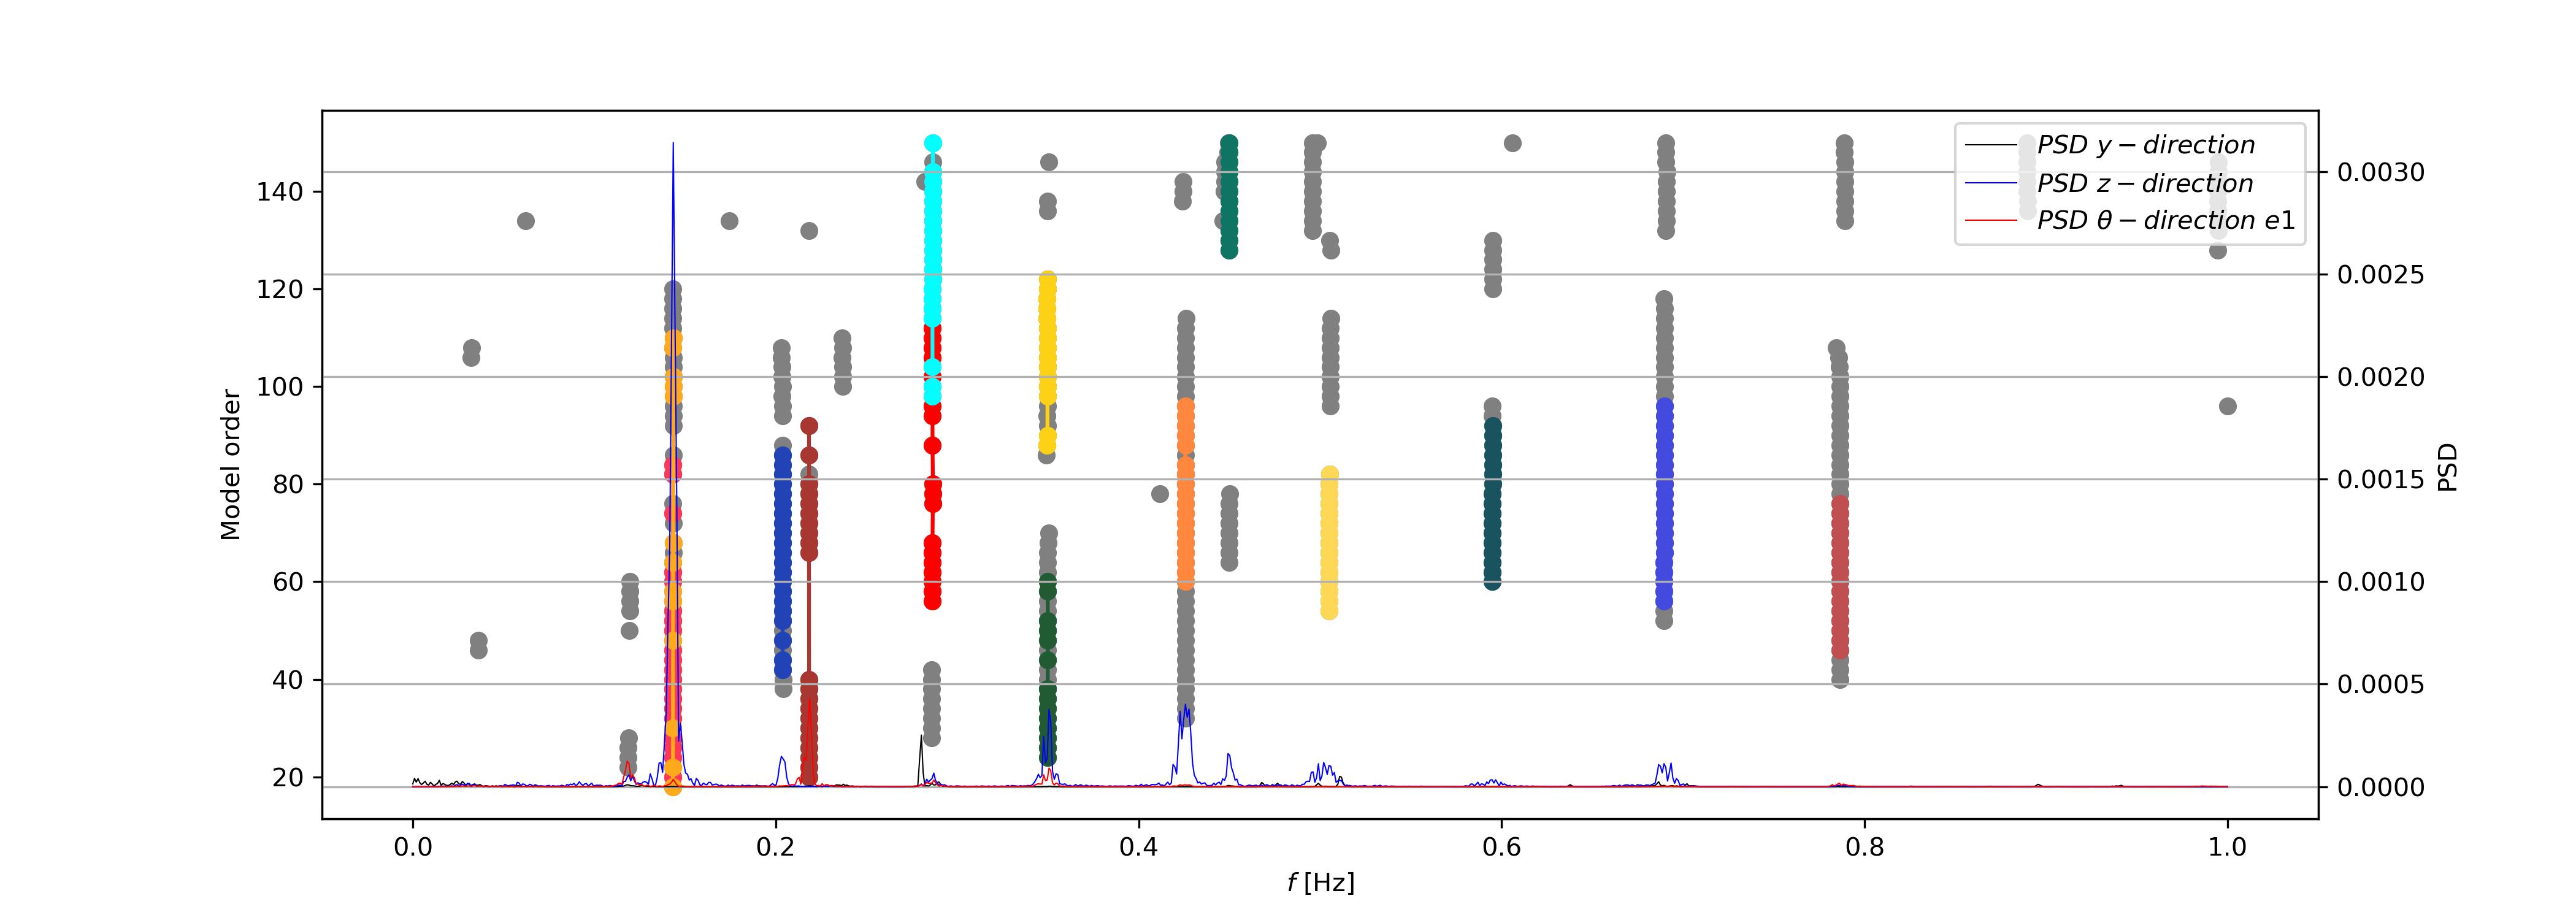 PSD y − direction
PSD z − direction
PSD θ − direction e1
140
120
100
80
60
40
20
Model order
0.0030
0.0025
0.0020
0.0015
0.0010
0.0005
0.0000
PSD
0.0 0.2 0.4 0.6 0.8 1.0
f [Hz]